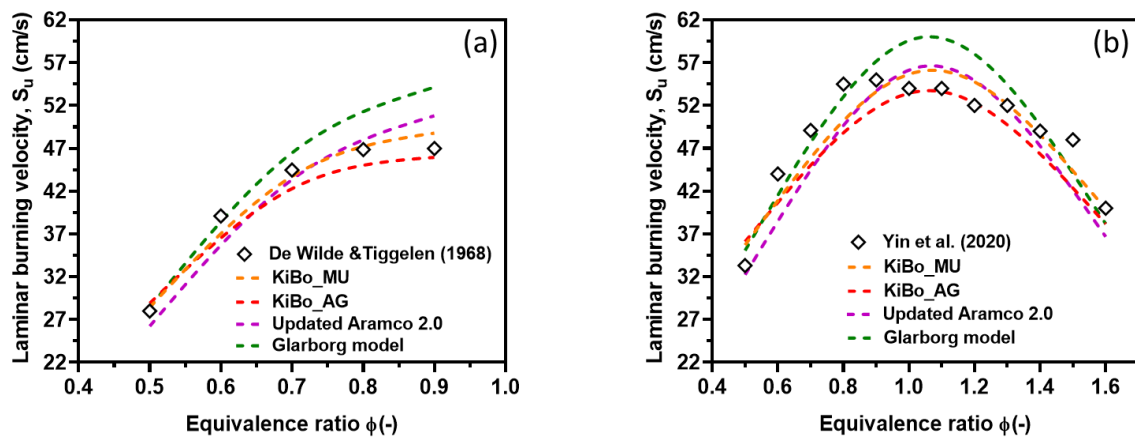 (a)
Laminar burning velocity, Su (cm/s)
62
57
52
47
42
37
32
27
22
De Wilde &Tiggelen (1968)
KiBo_MU
KiBo_AG
Updated Aramco 2.0
Glarborg model
0.4 0.5 0.6 0.7 0.8 0.9 1.0
Equivalence ratio ϕ(-)
(b)
Laminar burning velocity, Su (cm/s)
62
57
52
47
42
37
32
27
22
Yin et al. (2020)
KiBo_MU
KiBo_AG
Updated Aramco 2.0
Glarborg model
0.4 0.6 0.8 1.0 1.2 1.4 1.6
Equivalence ratio ϕ(-)